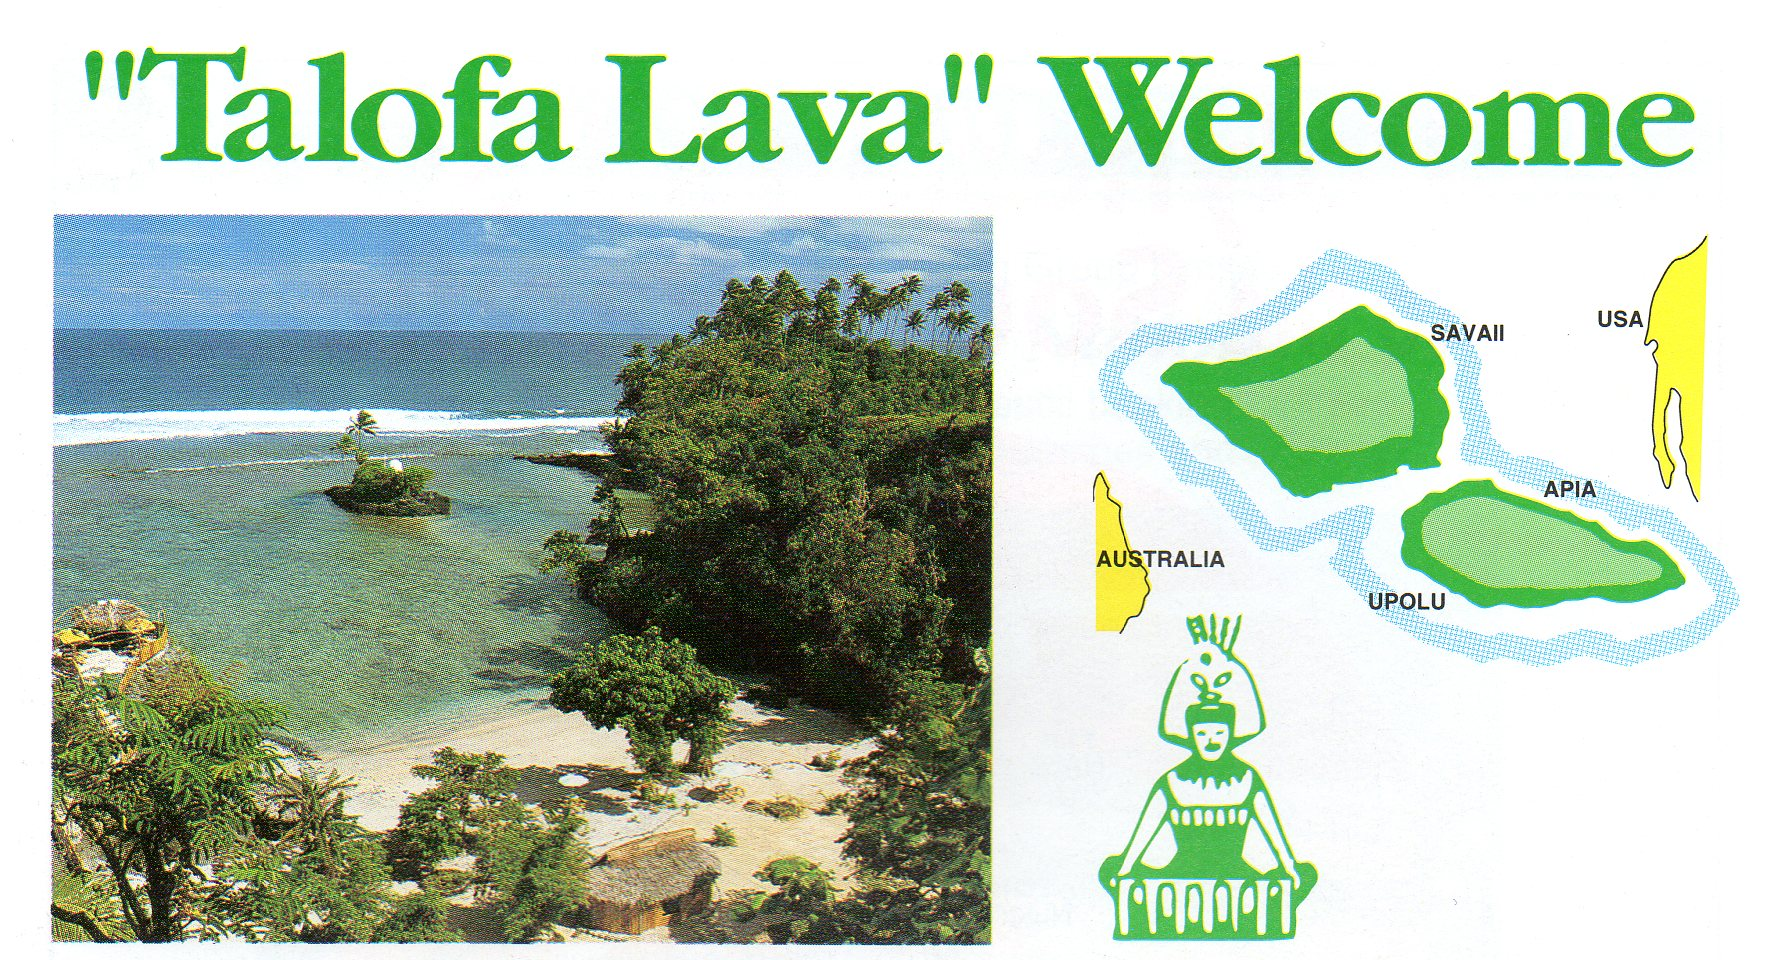 "Talofa Lava" Welcome
SAVAII
USA
APIA
AUSTRALIA
UPOLU